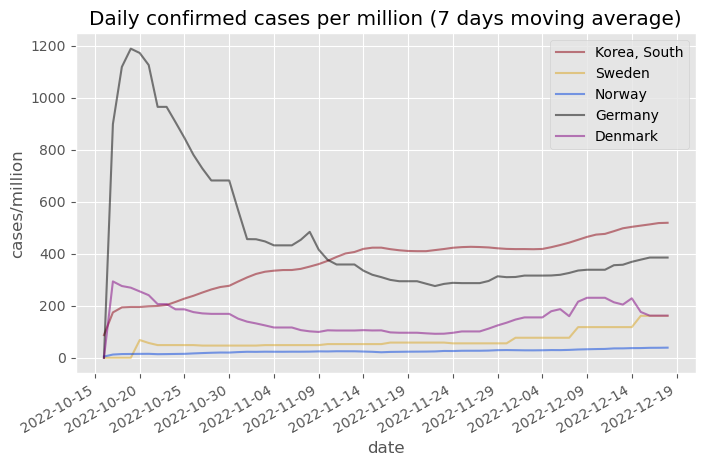 Daily confirmed cases per million (7 days moving average)
1200
1000
800
600
400
200
0
cases/million
Korea, South
Sweden
Norway
Germany
Denmark
2022-10-15
2022-10-20
2022-10-25
2022-10-30
2022-11-04
2022-11-09
2022-11-14
2022-11-19
2022-11-24
2022-11-29
2022-12-04
2022-12-09
2022-12-14
2022-12-19
date